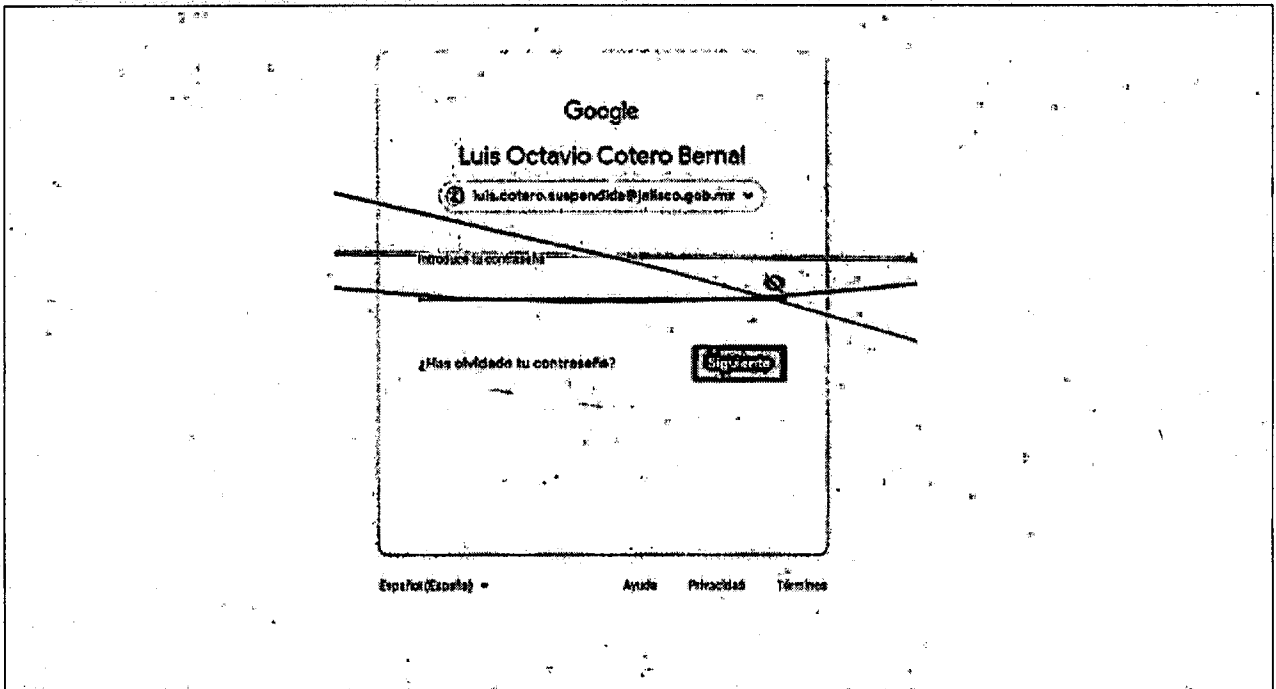 Google
Luis Octavio Cotero Bernal
luis.cotero.suspendida@jalisco.gob.mx
Introduce tu contraseña
¿Has olvidado tu contraseña?
Siguiente
Español (España)
Ayuda Privacidad Términos